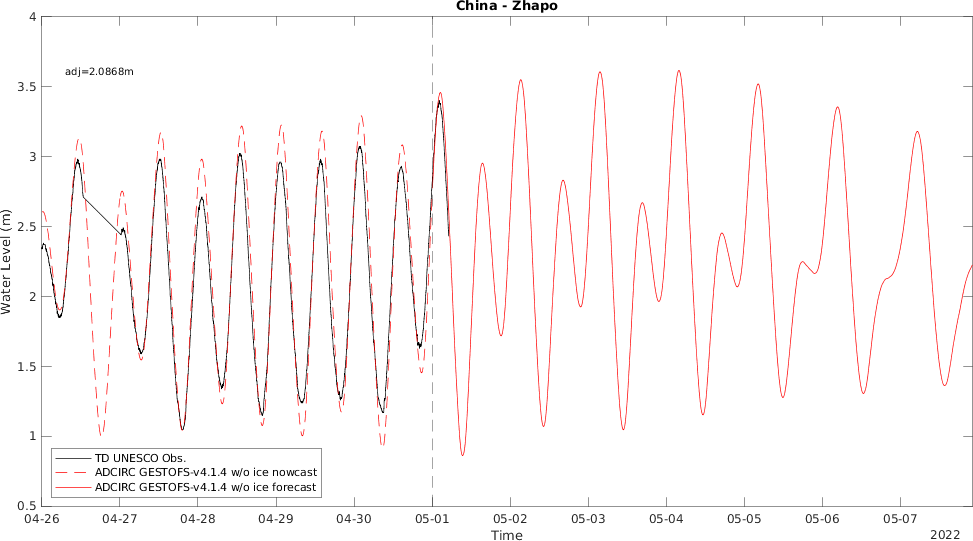 China - Zhapo
adj=2.0868m
Water Level (m)
4
3.5
3
2.5
2
1.5
1
0.5
TD UNESCO Obs.
ADCIRC GESTOFS-v4.1.4 w/o ice nowcast
ADCIRC GESTOFS-v4.1.4 w/o ice forecast
04-26 04-27 04-28 04-29 04-30 05-01 05-02 05-03 05-04 05-05 05-06 05-07
Time
2022